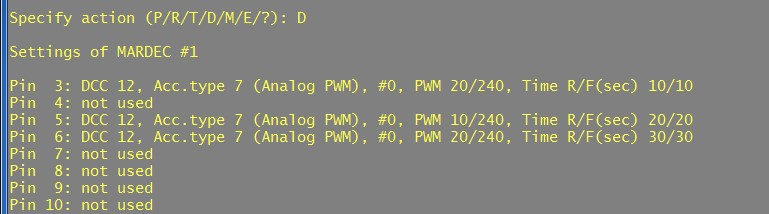 Specify action (P/R/T/D/M/E/?): D
Settings of MARDEC #1
Pin  3: DCC 12, Acc.type 7 (Analog PWM), #0, PWM 20/240, Time R/F(sec) 10/10
Pin  4: not used
Pin  5: DCC 12, Acc.type 7 (Analog PWM), #0, PWM 10/240, Time R/F(sec) 20/20
Pin  6: DCC 12, Acc.type 7 (Analog PWM), #0, PWM 20/240, Time R/F(sec) 30/30
Pin  7: not used
Pin  8: not used
Pin  9: not used
Pin 10: not used